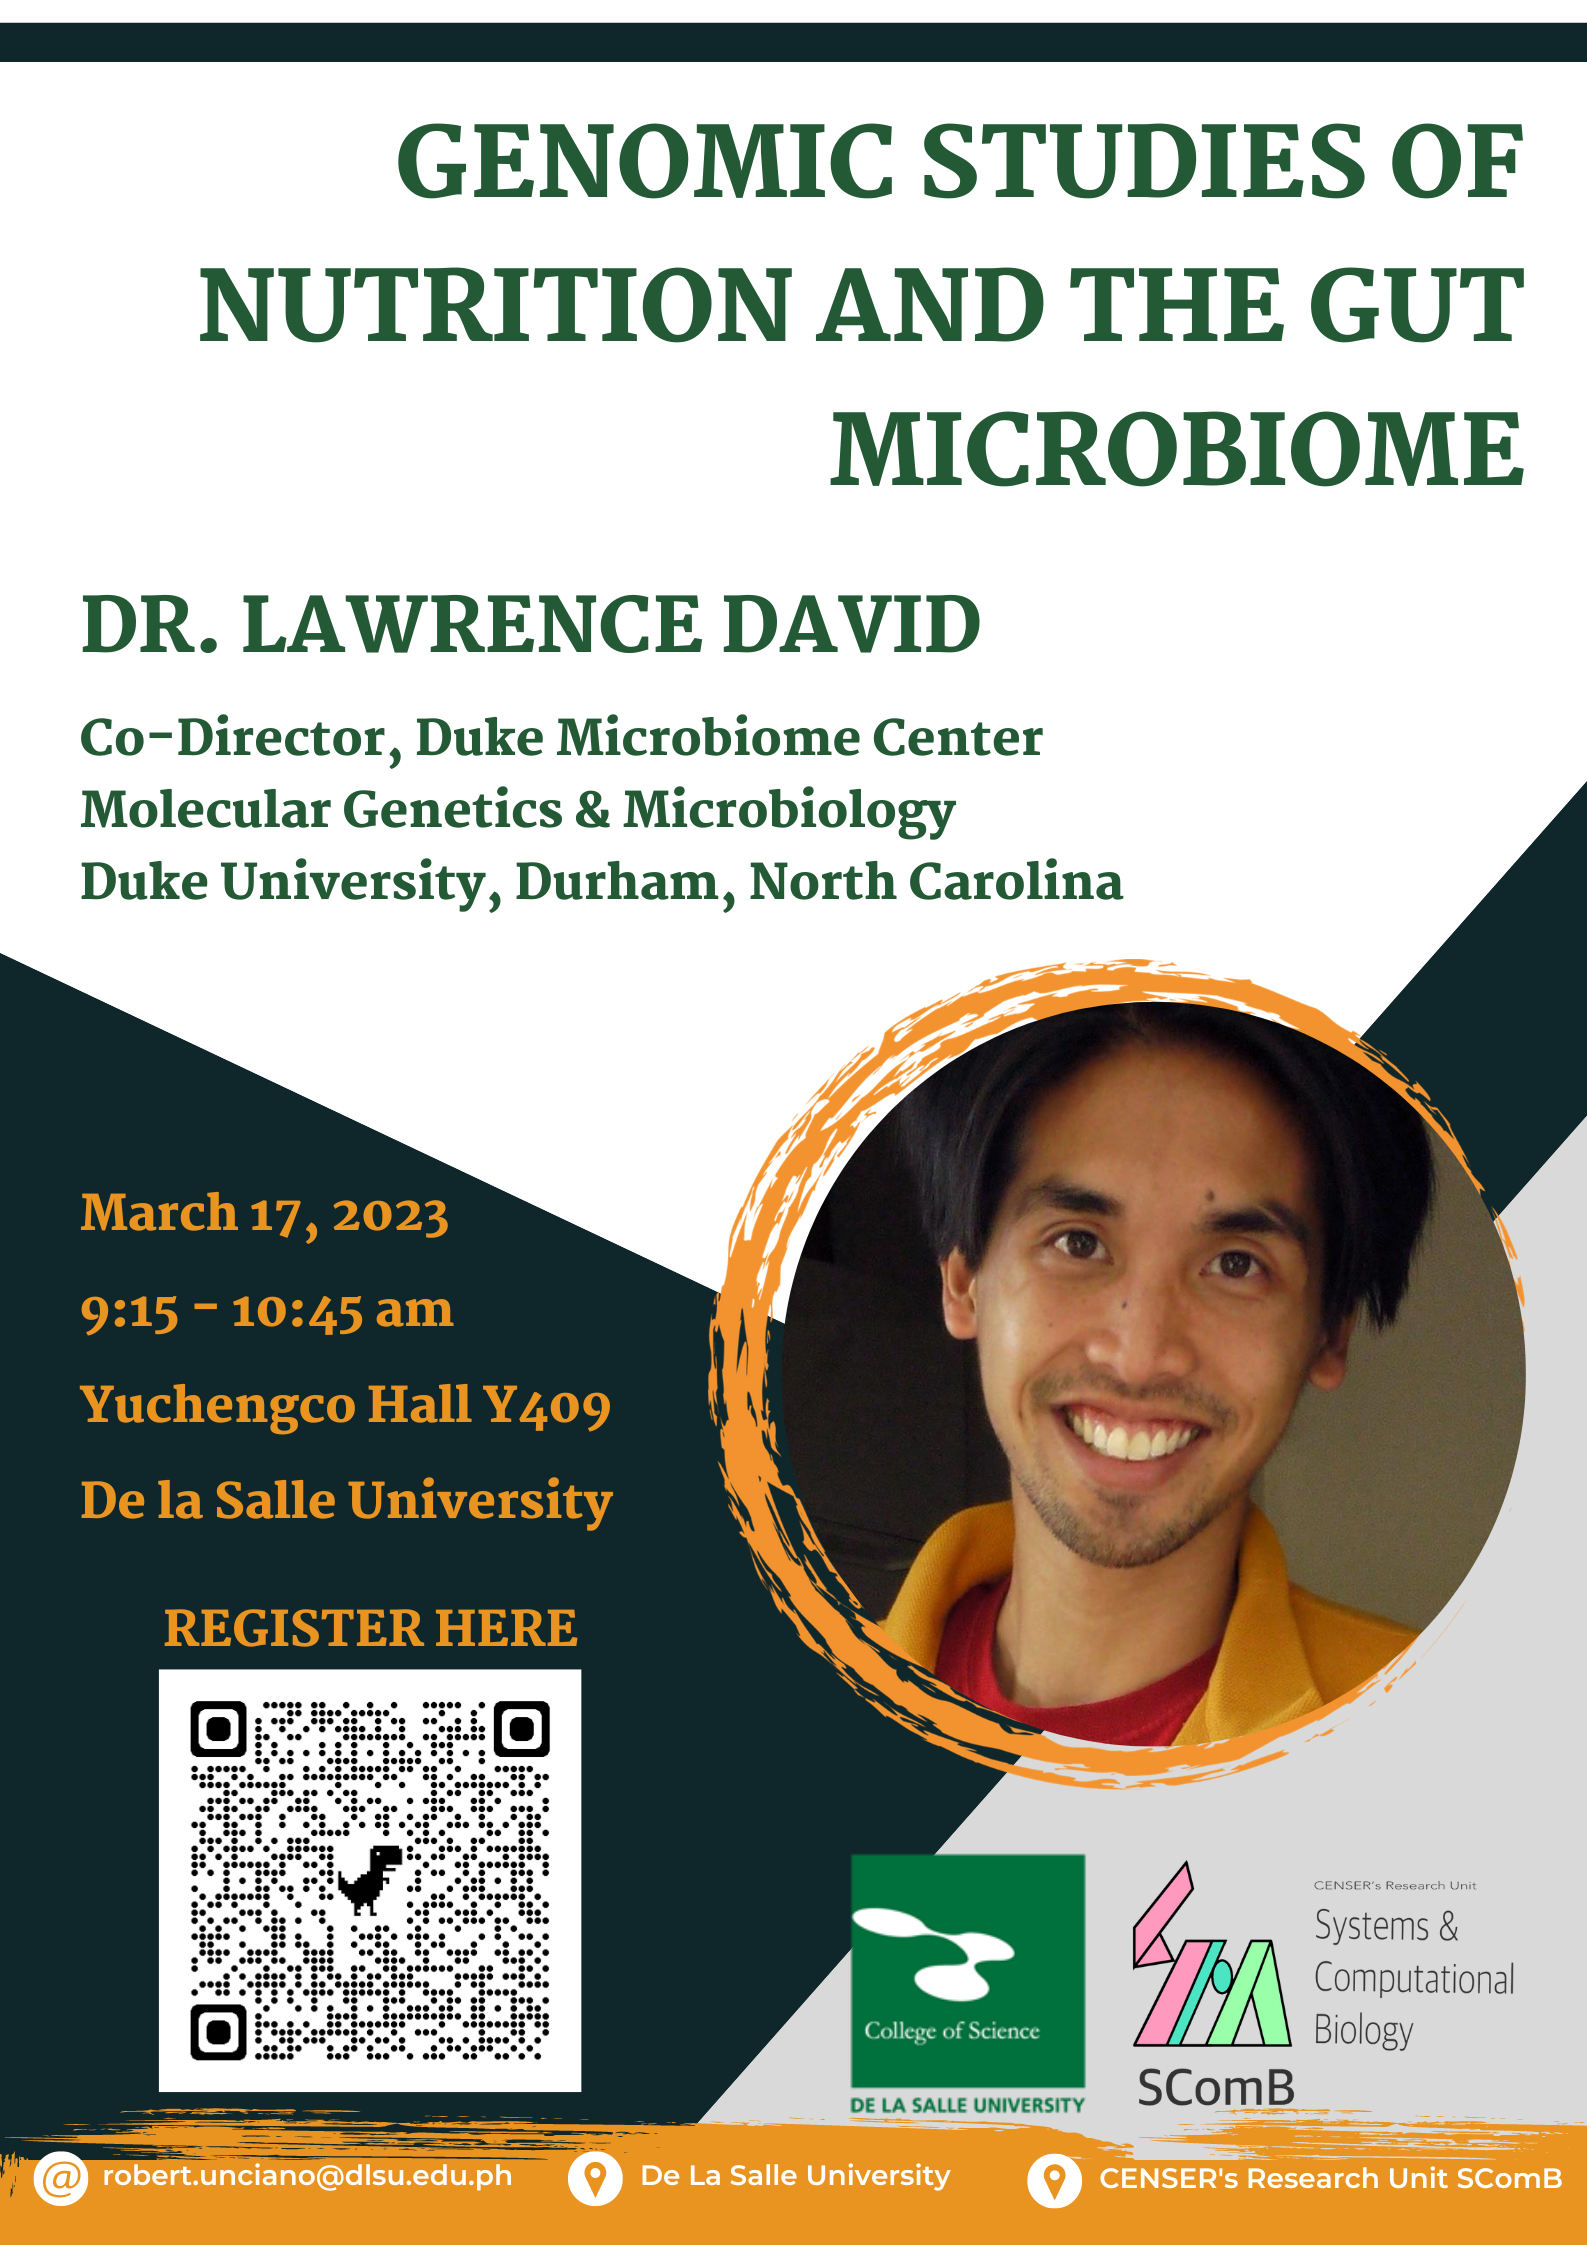 GENOMIC STUDIES OF
NUTRITION AND THE GUT
MICROBIOME
DR. LAWRENCE DAVID
Co-Director, Duke Microbiome Center
Molecular Genetics & Microbiology
Duke University, Durham, North Carolina
March 17, 2023
9:15 - 10:45 am
Yuchengco Hall Y409
De la Salle University
REGISTER HERE
College of Science
DE LA SALLE UNIVERSITY
SComB
CENSER's Research Unit
Systems &
Computational
Biology
robert.unciano@dlsu.edu.ph
De La Salle University
CENSER's Research Unit SComB